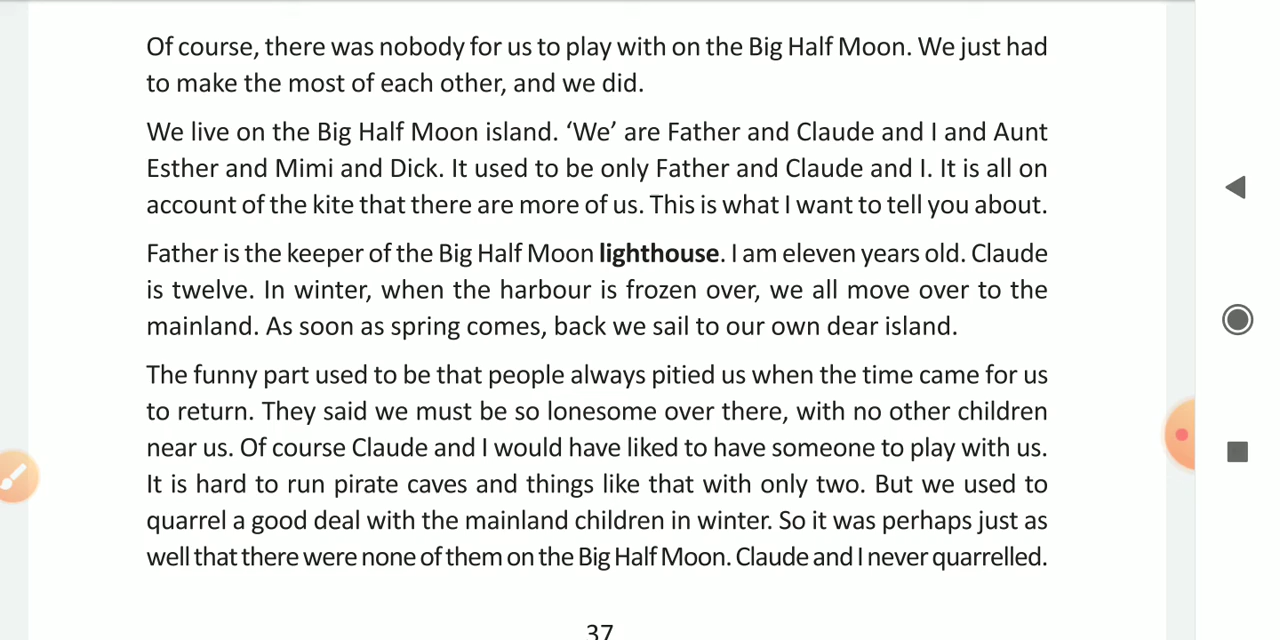 Of course, there was nobody for us to play with on the Big Half Moon. We just had
to make the most of each other, and we did.
We live on the Big Half Moon island. ‘We’ are Father and Claude and I and Aunt
Esther and Mimi and Dick. It used to be only Father and Claude and I. It is all on
account of the kite that there are more of us. This is what I want to tell you about.
Father is the keeper of the Big Half Moon lighthouse. I am eleven years old. Claude
is twelve. In winter, when the harbour is frozen over, we all move over to the
mainland. As soon as spring comes, back we sail to our own dear island.
The funny part used to be that people always pitied us when the time came for us
to return. They said we must be so lonesome over there, with no other children
near us. Of course Claude and I would have liked to have someone to play with us.
It is hard to run pirate caves and things like that with only two. But we used to
quarrel a good deal with the mainland children in winter. So it was perhaps just as
well that there were none of them on the Big Half Moon. Claude and I never quarrelled.
37